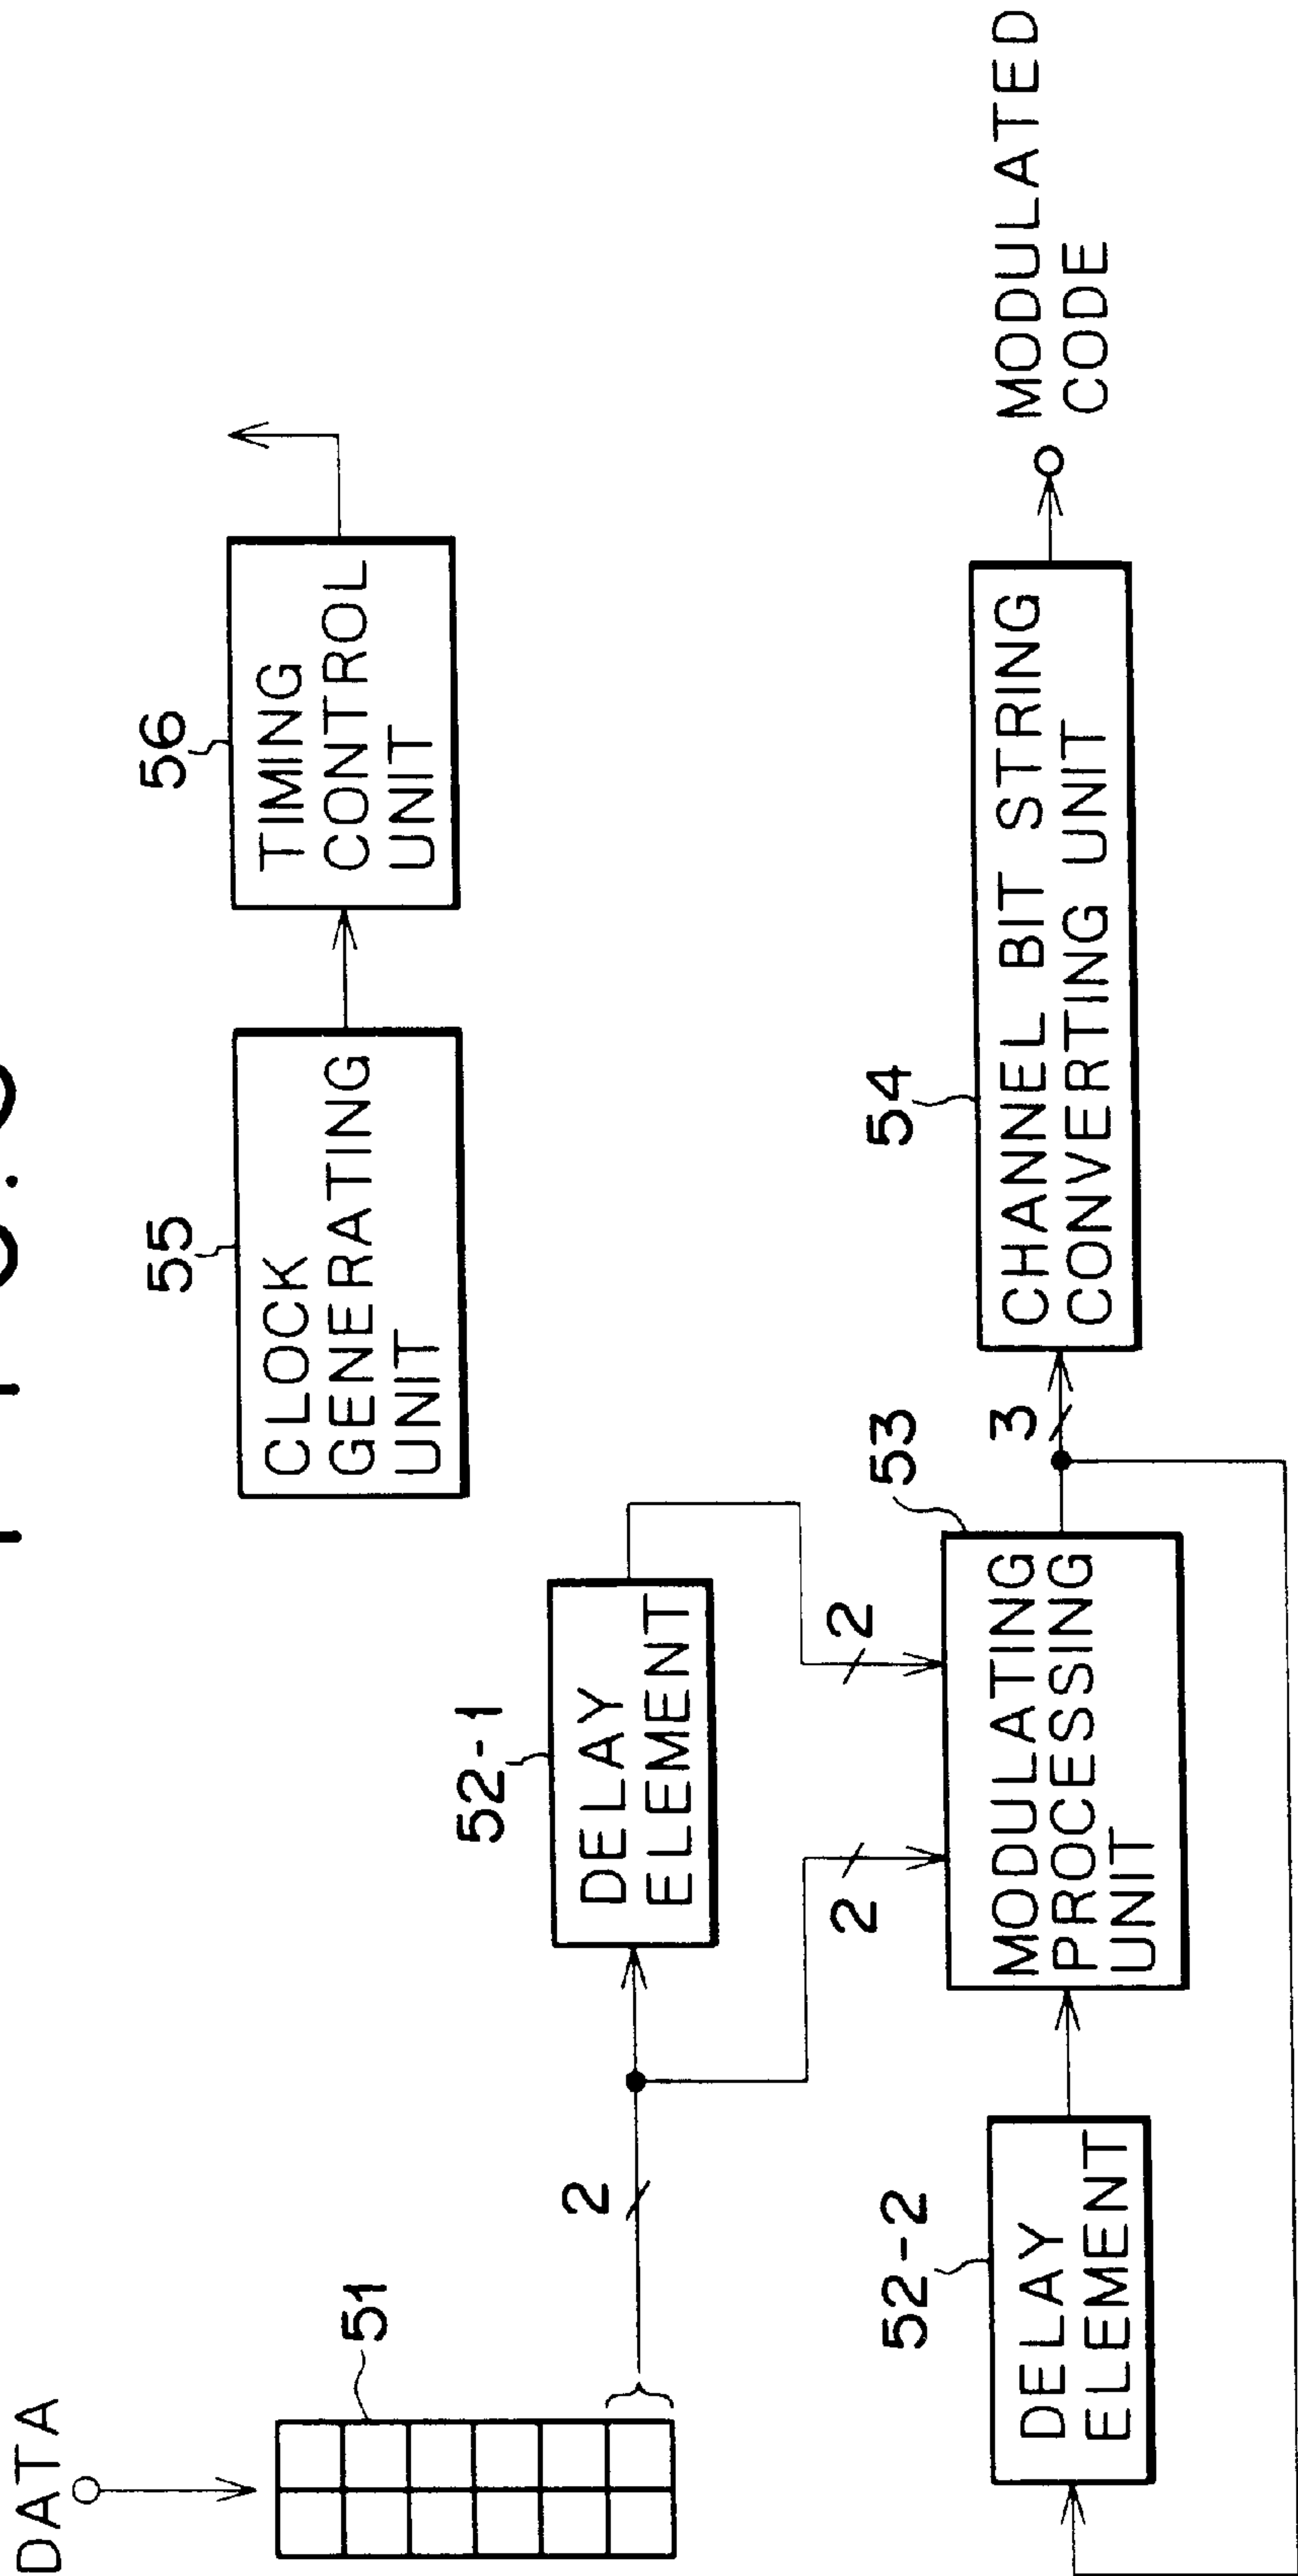 DATA
55
56
CLOCK
GENERATING
UNIT
TIMING
CONTROL
UNIT
51
52-1
2
DELAY
ELEMENT
2
2
52-2
53
54
DELAY
ELEMENT
MODULATING
PROCESSING
UNIT
3
CHANNEL BIT STRING
CONVERTING UNIT
MODULATED
CODE